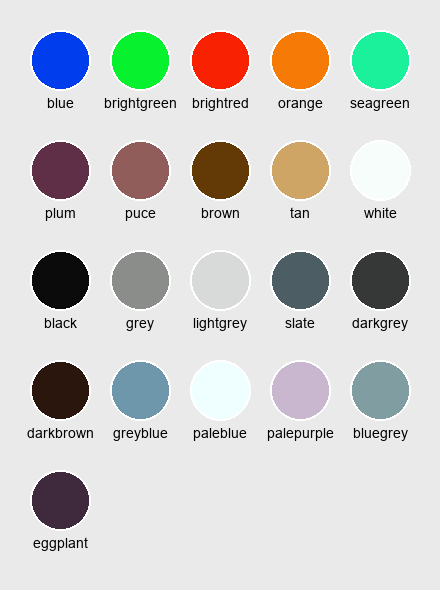 blue brightgreen brightred orange seagreen
plum puce brown tan white
black grey lightgrey slate darkgrey
darkbrown greyblue paleblue palepurple bluegrey
eggplant